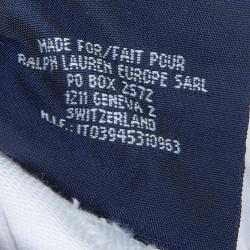 MADE FOR/FAIT POUR
RALPH LAUREN EUROPE SARL
PO BOX 2572
1211 GENEVA 2
SWITZERLAND
N.I.F.:IT03945310963